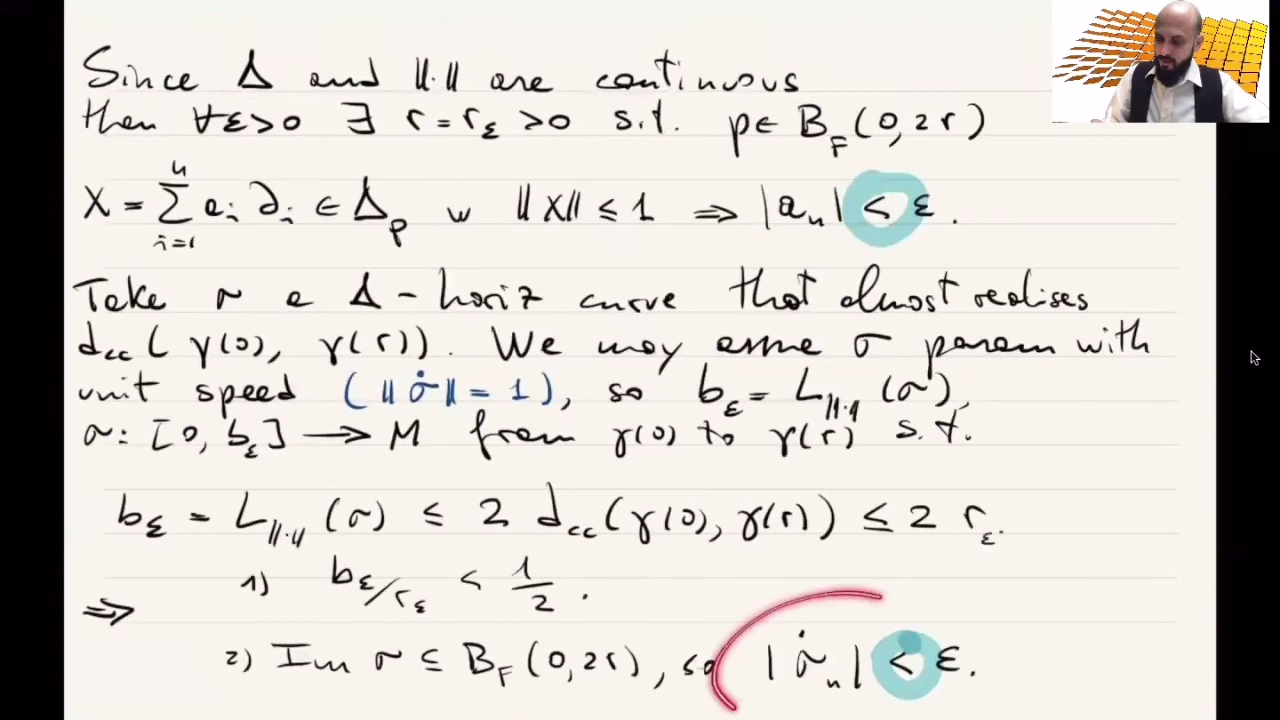 Since Δ and ‖·‖ are continuous
then ∀ε>0 ∃ r = r_ε > 0 s.t. p ∈ B_F(0, 2r)
X = ∑_{i=1}^{n} a_i ∂_i ∈ Δ_p w ‖X‖ ≤ 1 ⇒ |a_n| < ε.
Take σ a Δ-horiz curve that almost realises
d_cc(γ(0), γ(r)). We may assme σ param with
unit speed (‖σ̇‖ = 1), so b_ε = L_‖·‖(σ),
σ: [0, b_ε] → M from γ(0) to γ(r) s.t.
b_ε = L_‖·‖(σ) ≤ 2 d_cc(γ(0), γ(r)) ≤ 2 r_ε.
1) b_ε/r_ε < 1/2.
⇒
2) Im σ ⊆ B_F(0, 2r), so |σ̇_n| < ε.